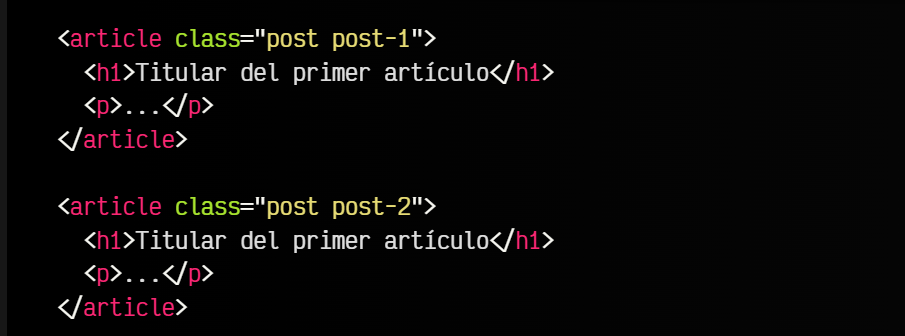 <article class="post post-1">
  <h1>Titular del primer artículo</h1>
  <p>...</p>
</article>

<article class="post post-2">
  <h1>Titular del primer artículo</h1>
  <p>...</p>
</article>